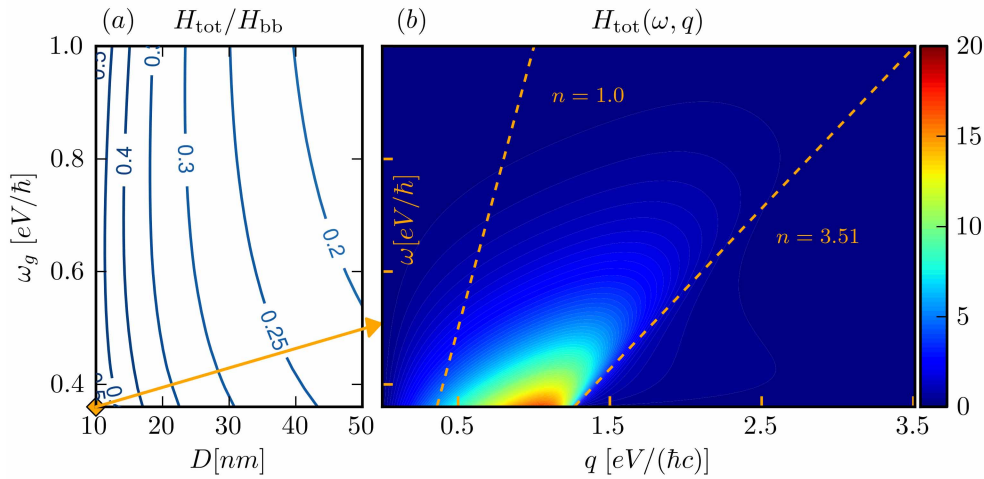 (a) H_tot/H_bb
(b) H_tot(ω, q)
1.0
0.8
0.6
0.4
ω_g [eV/ħ]
0.4
0.3
0.2
0.25
10 20 30 40 50
D[nm]
ω[eV/ħ]
n = 1.0
n = 3.51
0.5 1.5 2.5 3.5
q [eV/(ħc)]
20
15
10
5
0